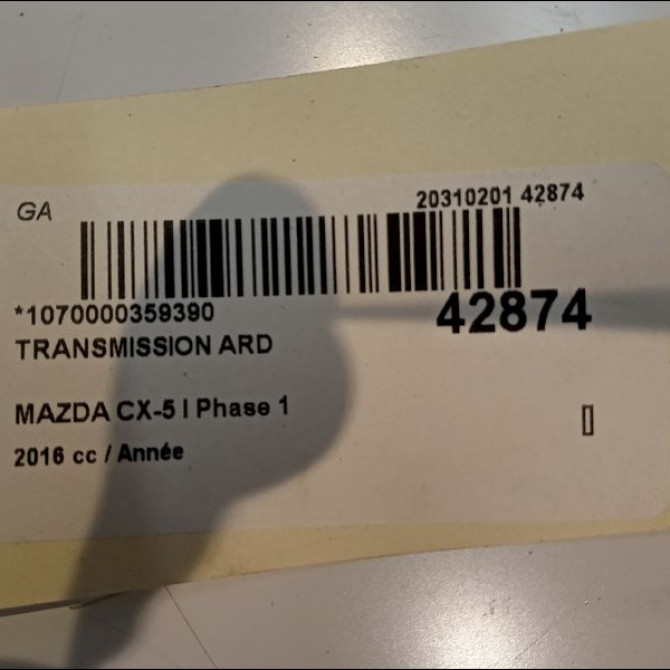 GA
20310201 42874
*1070000359390
42874
TRANSMISSION ARD
MAZDA CX-5 I Phase 1
2016 cc / Année